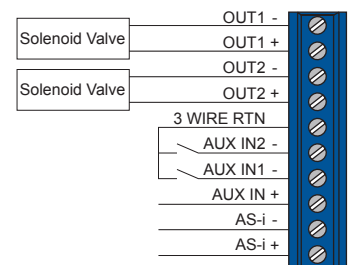 OUT1 -
Solenoid Valve
OUT1 +
OUT2 -
Solenoid Valve
OUT2 +
3 WIRE RTN
AUX IN2 -
AUX IN1 -
AUX IN +
AS-i -
AS-i +